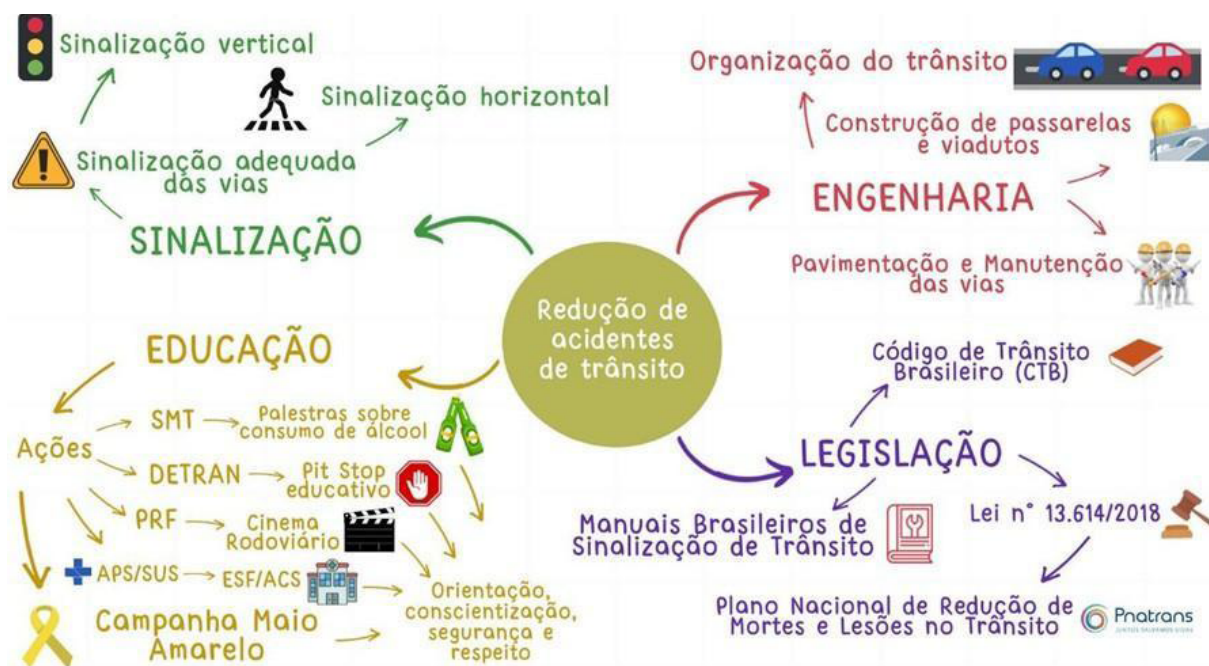 Sinalização vertical
Sinalização horizontal
Sinalização adequada
das vias
SINALIZAÇÃO
Organização do trânsito
Construção de passarelas
e viadutos
ENGENHARIA
Pavimentação e Manutenção
das vias
Redução de
acidentes
de trânsito
EDUCAÇÃO
Ações
SMT
Palestras sobre
consumo de álcool
DETRAN
Pit Stop
educativo
PRF
Cinema
Rodoviário
APS/SUS
ESF/ACS
Campanha Maio
Amarelo
Orientação,
conscientização,
segurança e
respeito
Código de Trânsito
Brasileiro (CTB)
LEGISLAÇÃO
Manuais Brasileiros de
Sinalização de Trânsito
Lei n° 13.614/2018
Plano Nacional de Redução de
Mortes e Lesões no Trânsito
Pnatrans